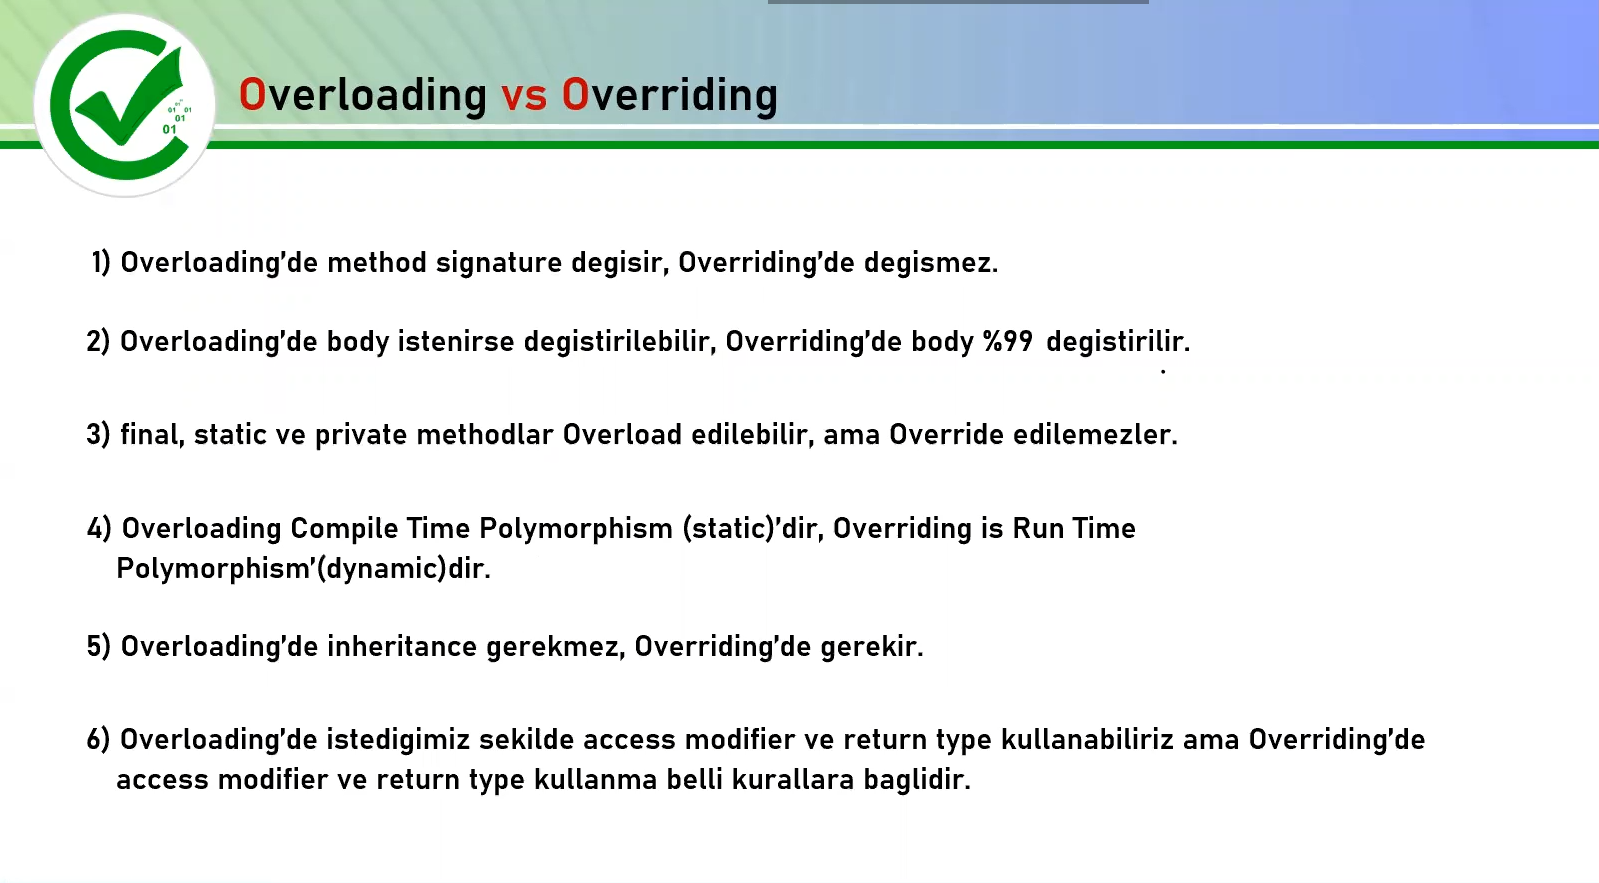 Overloading vs Overriding
01 01
01
01
1) Overloading'de method signature degisir, Overriding'de degismez.
2) Overloading'de body istenirse degistirilebilir, Overriding'de body %99 degistirilir.
3) final, static ve private methodlar Overload edilebilir, ama Override edilemezler.
4) Overloading Compile Time Polymorphism (static)'dir, Overriding is Run Time
Polymorphism'(dynamic)dir.
5) Overloading'de inheritance gerekmez, Overriding'de gerekir.
6) Overloading'de istedigimiz sekilde access modifier ve return type kullanabiliriz ama Overriding'de
access modifier ve return type kullanma belli kurallara baglidir.